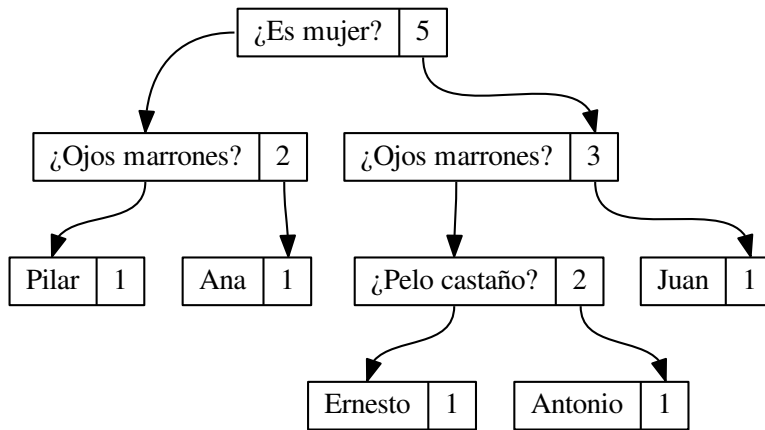 ¿Es mujer? 5
¿Ojos marrones? 2
¿Ojos marrones? 3
Pilar 1
Ana 1
¿Pelo castaño? 2
Juan 1
Ernesto 1
Antonio 1